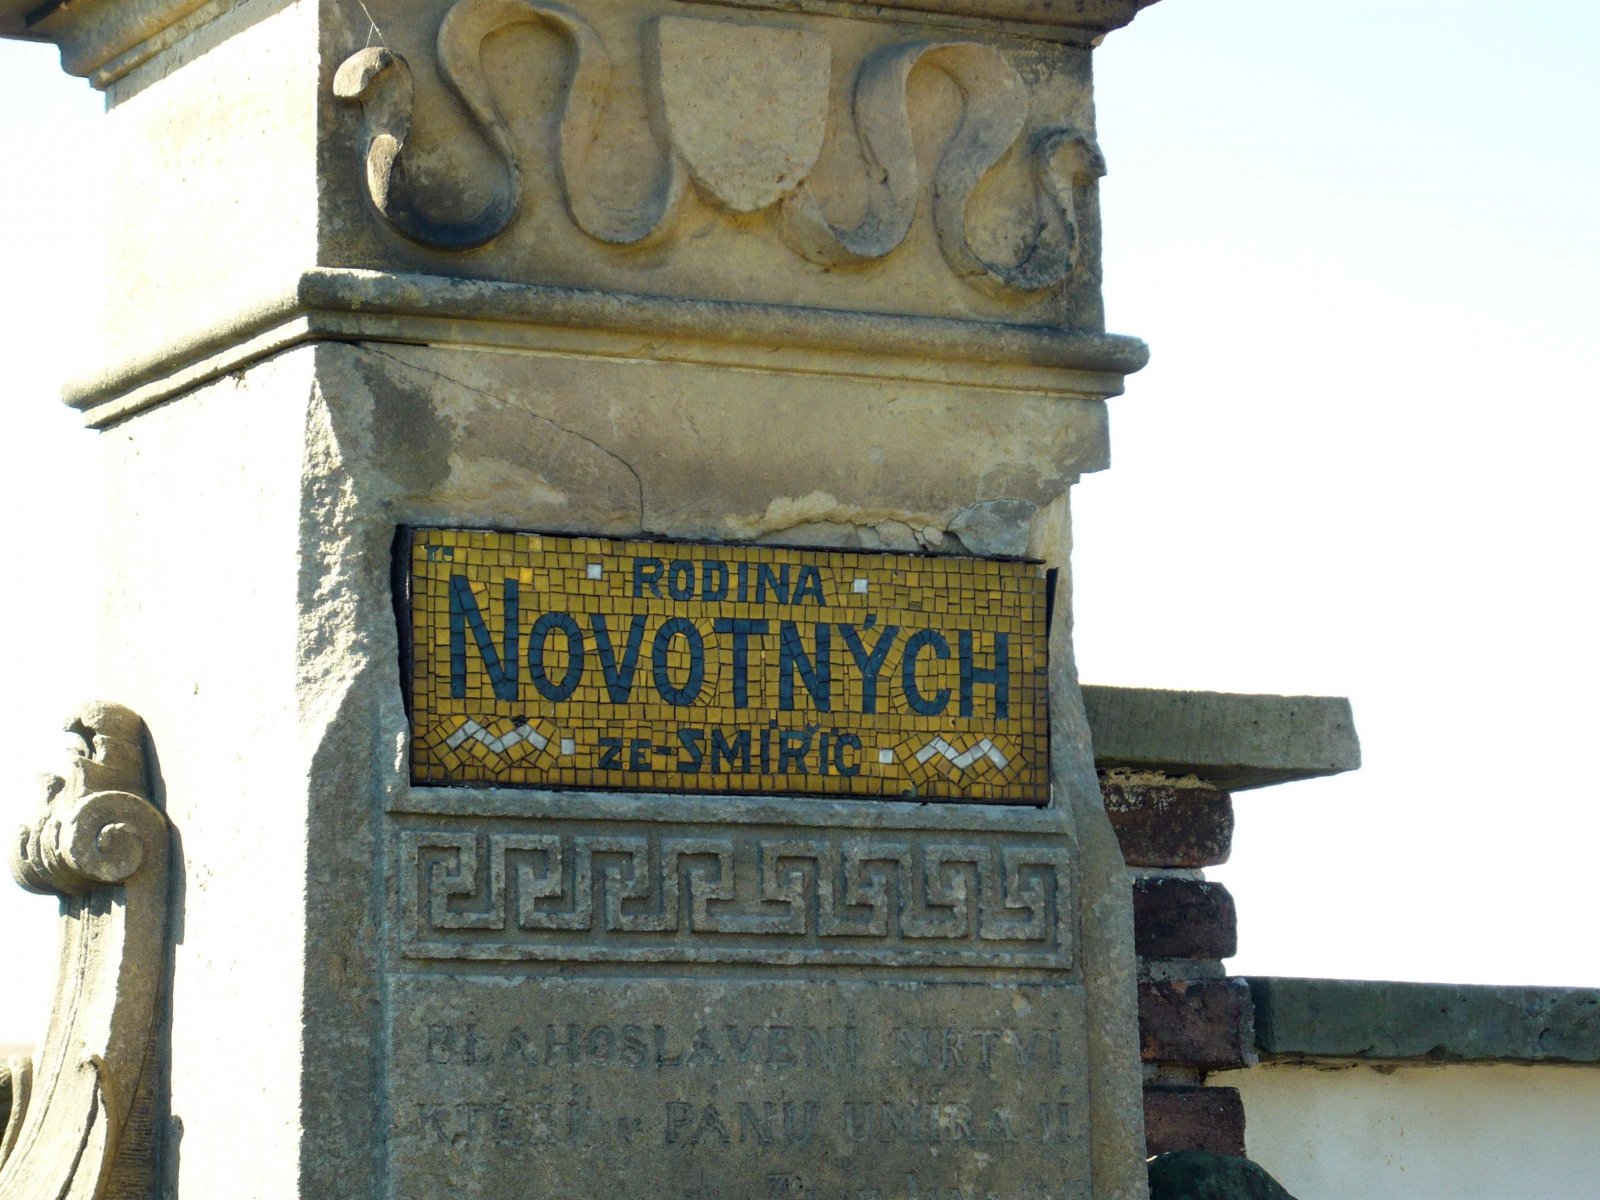 RODINA
NOVOTNÝCH
ZE-SMIŘIC
BLAHOSLAVENÍ MRTVÍ
KTEŘÍ V PÁNU UMÍRAJÍ